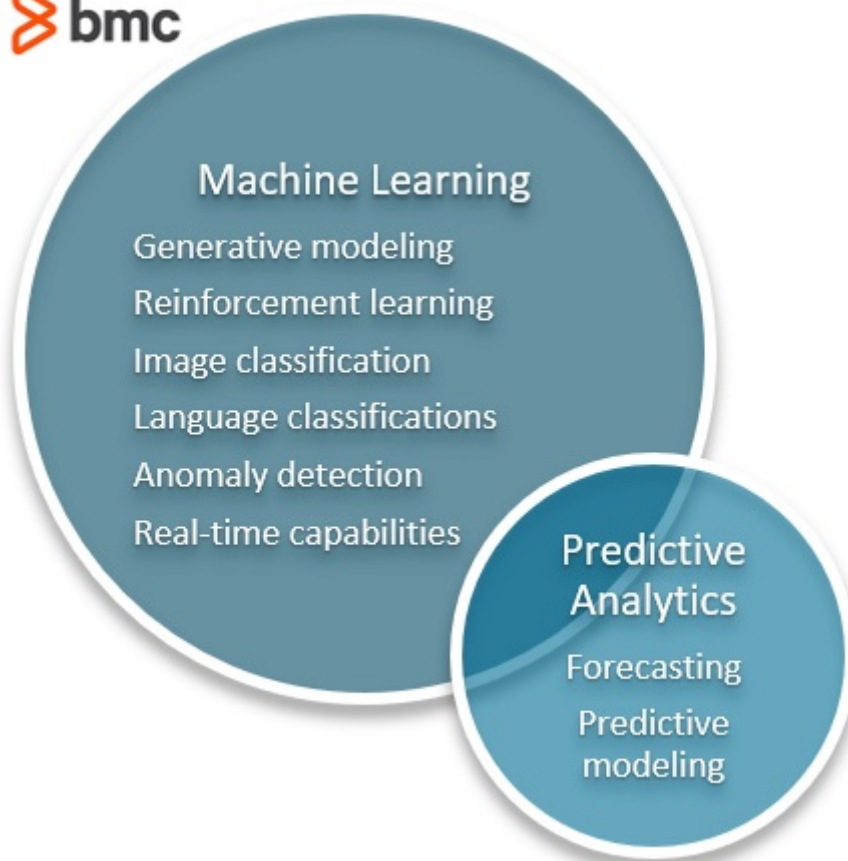 bmc
Machine Learning
Generative modeling
Reinforcement learning
Image classification
Language classifications
Anomaly detection
Real-time capabilities
Predictive
Analytics
Forecasting
Predictive
modeling